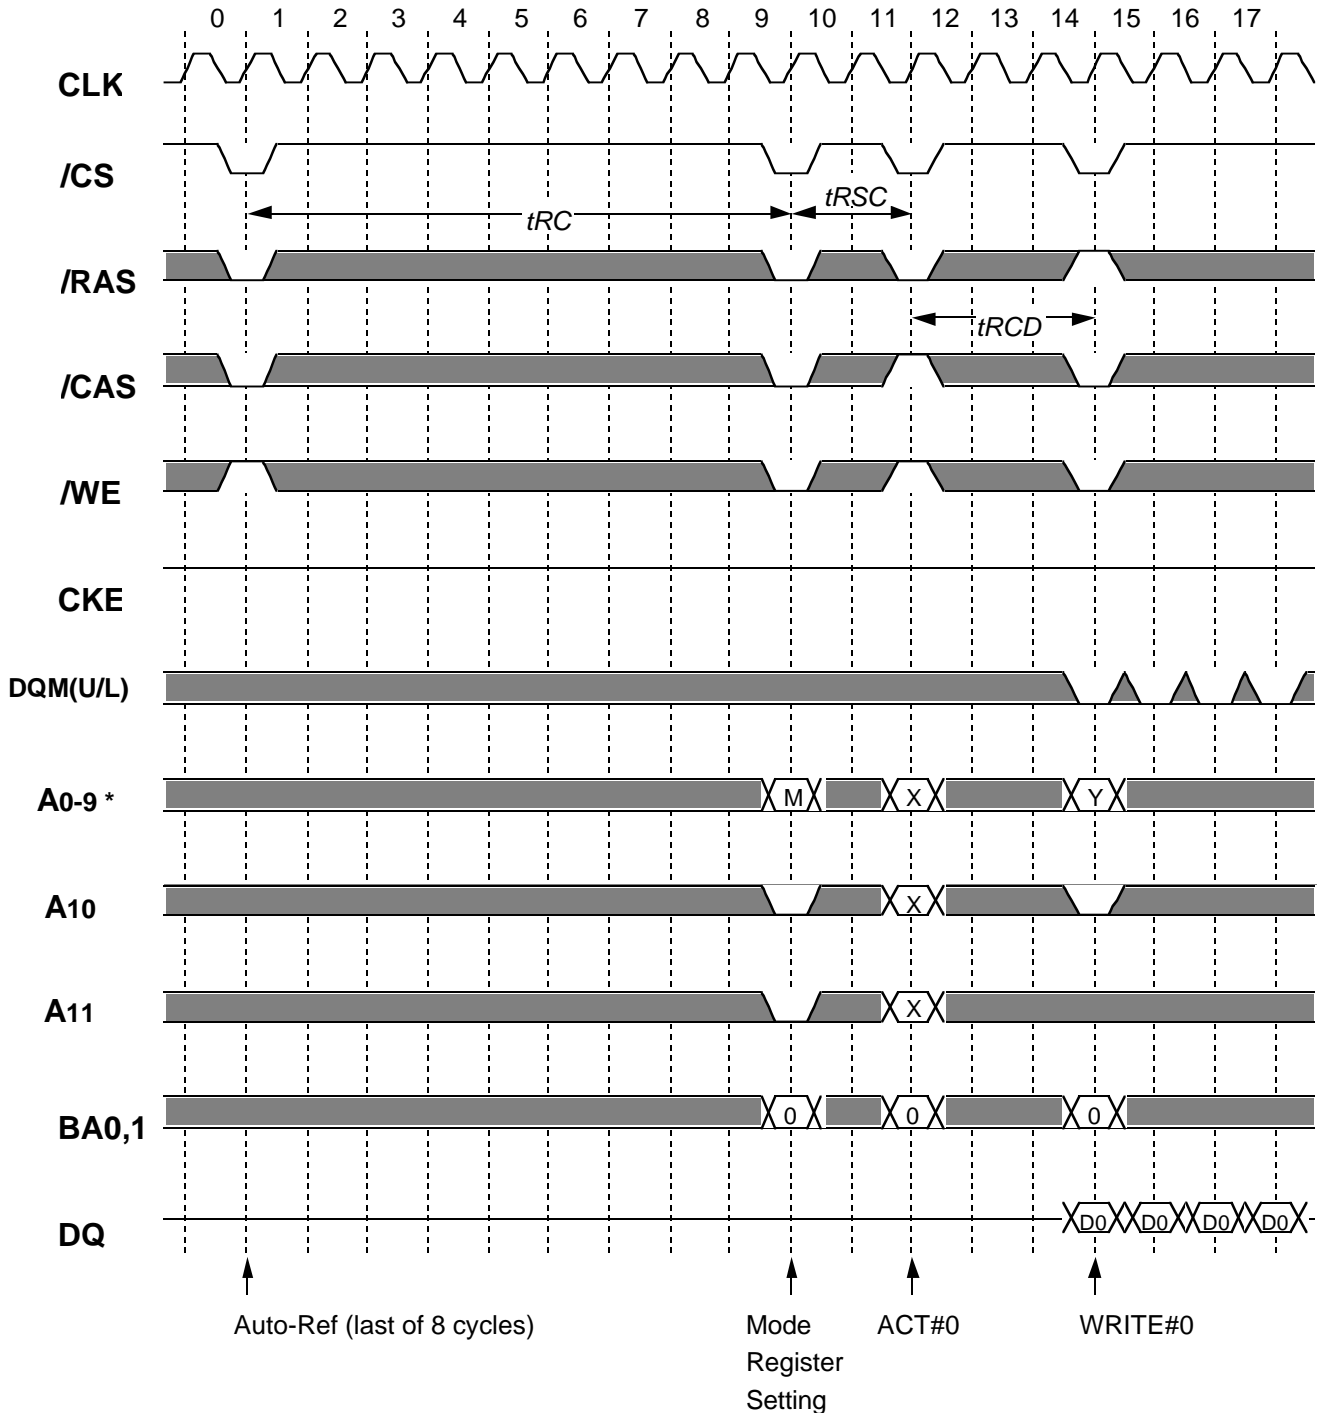 0 1 2 3 4 5 6 7 8 9 10 11 12 13 14 15 16 17
CLK
/CS
tRC
tRSC
/RAS
tRCD
/CAS
/WE
CKE
DQM(U/L)
A0-9 * M X Y
A10 X
A11 X
BA0,1 0 0 0
DQ D0 D0 D0 D0
Auto-Ref (last of 8 cycles)
Mode
Register
Setting
ACT#0
WRITE#0